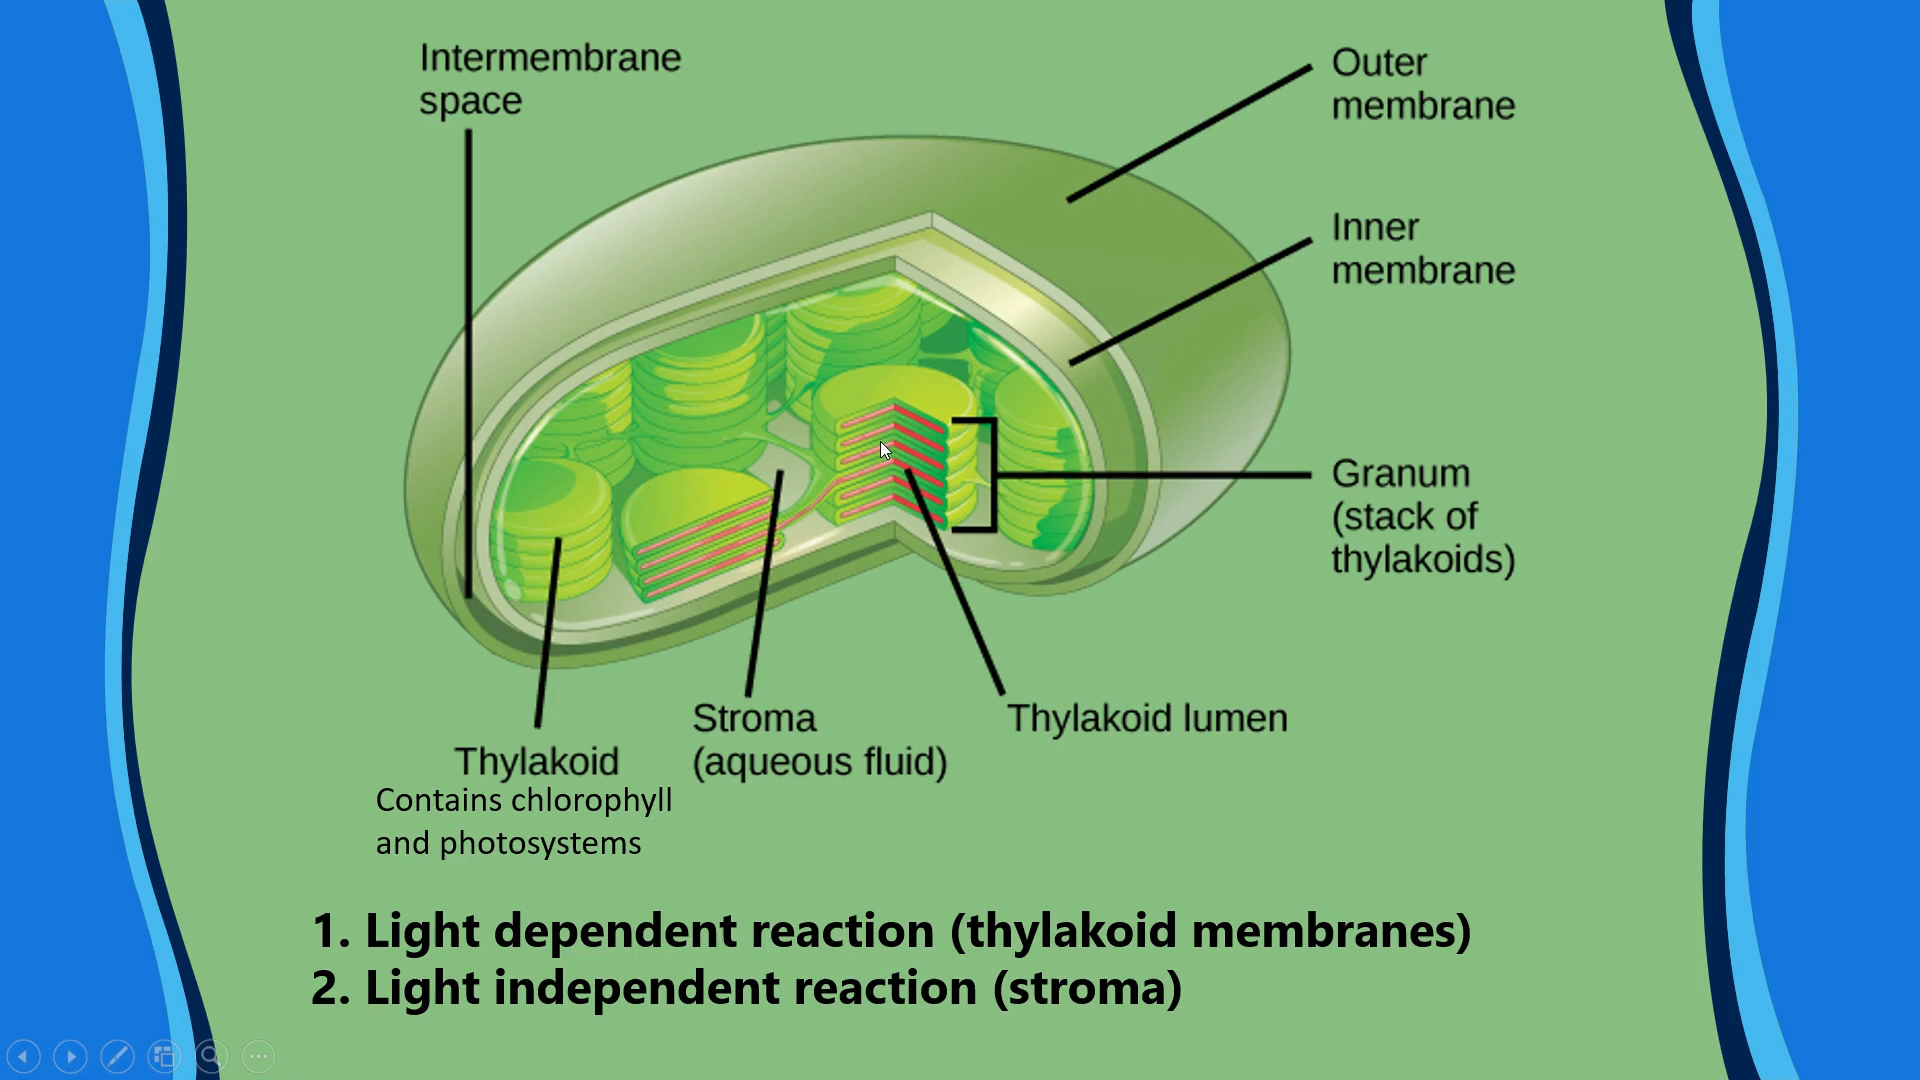 Intermembrane
space
Outer
membrane
Inner
membrane
Granum
(stack of
thylakoids)
Thylakoid lumen
Stroma
(aqueous fluid)
Thylakoid
Contains chlorophyll
and photosystems
1. Light dependent reaction (thylakoid membranes)
2. Light independent reaction (stroma)